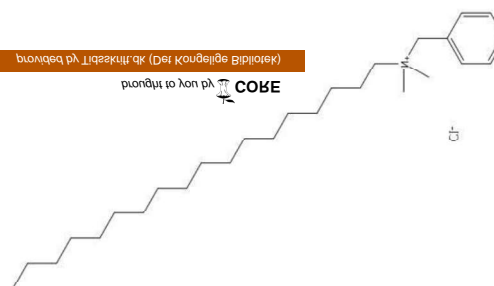 brought to you by CORE
provided by Tidsskrift.dk (Det Kongelige Bibliotek)
N+
Cl-